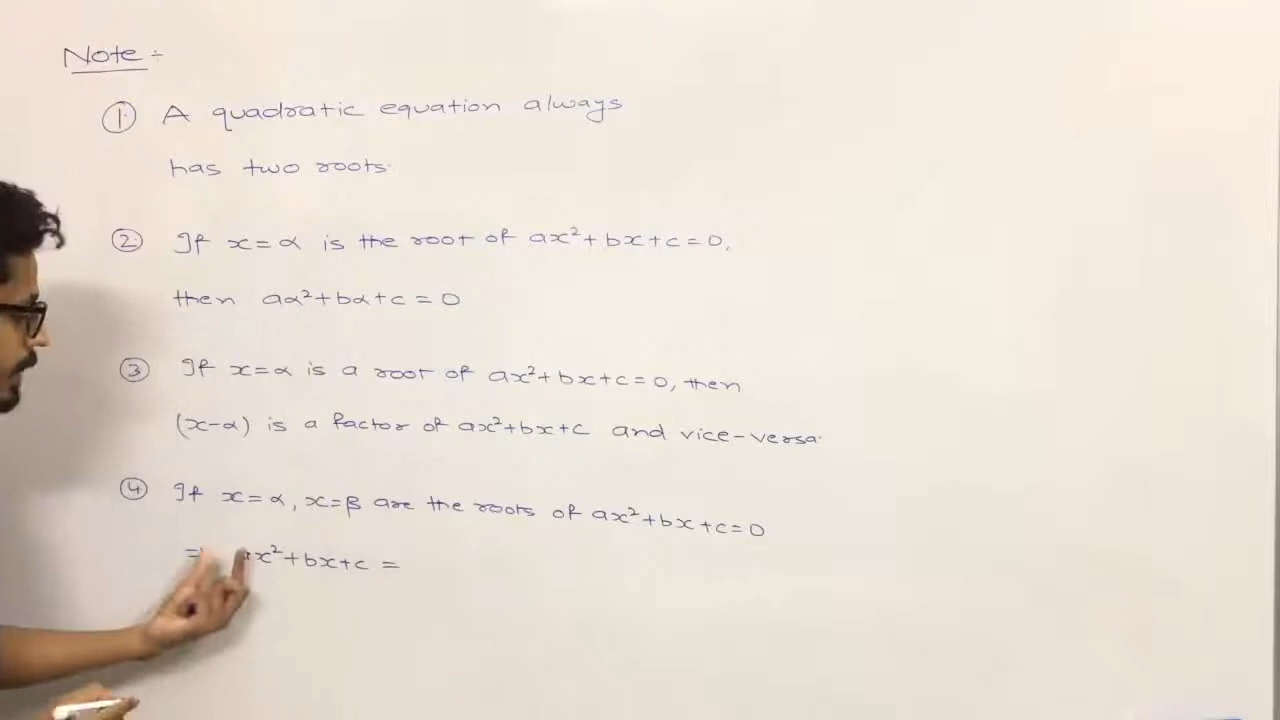 Note :-
① A quadratic equation always
has two roots.
② If x=α is the root of ax²+bx+c=0,
then aα²+bα+c=0
③ If x=α is a root of ax²+bx+c=0, then
(x-α) is a factor of ax²+bx+c and vice-versa.
④ If x=α, x=β are the roots of ax²+bx+c=0
⇒ ax²+bx+c =